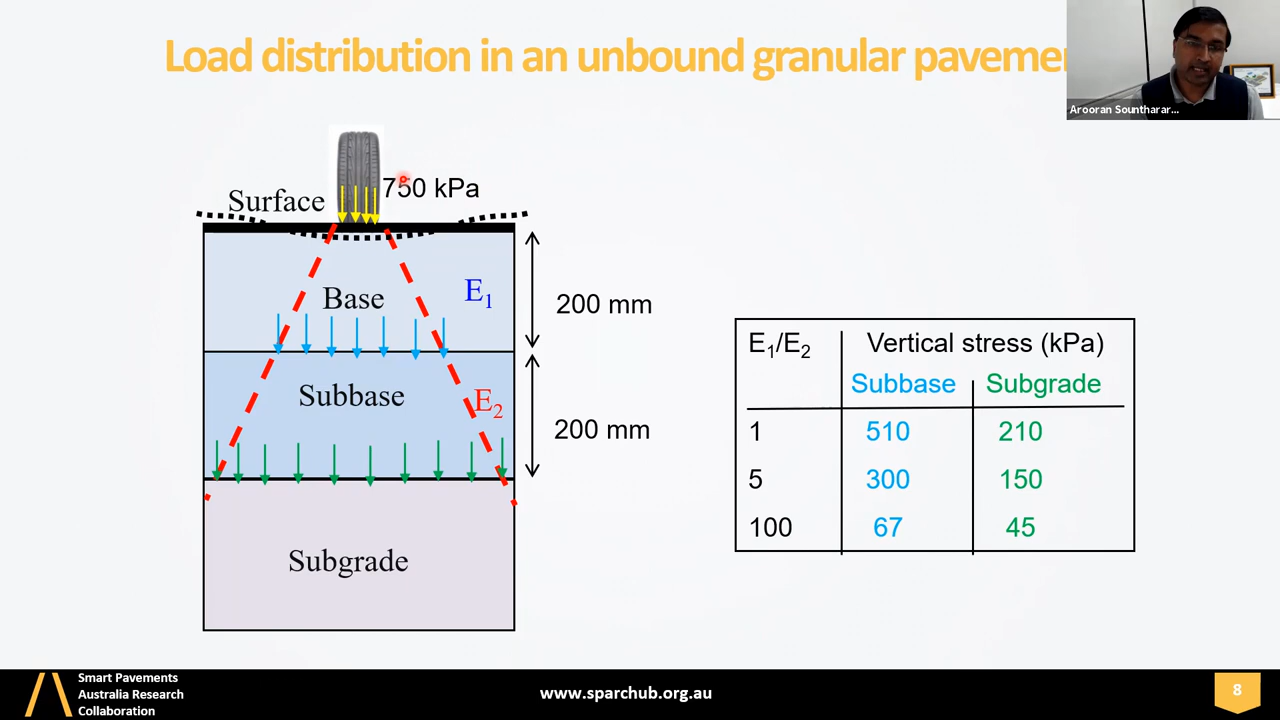 Load distribution in an unbound granular paveme
Arooran Sountharar...
750 kPa
Surface
Base
E₁
200 mm
Subbase
E₂
200 mm
Subgrade
E₁/E₂ Vertical stress (kPa)
Subbase Subgrade
1 510 210
5 300 150
100 67 45
Smart Pavements
Australia Research
Collaboration
www.sparchub.org.au
8